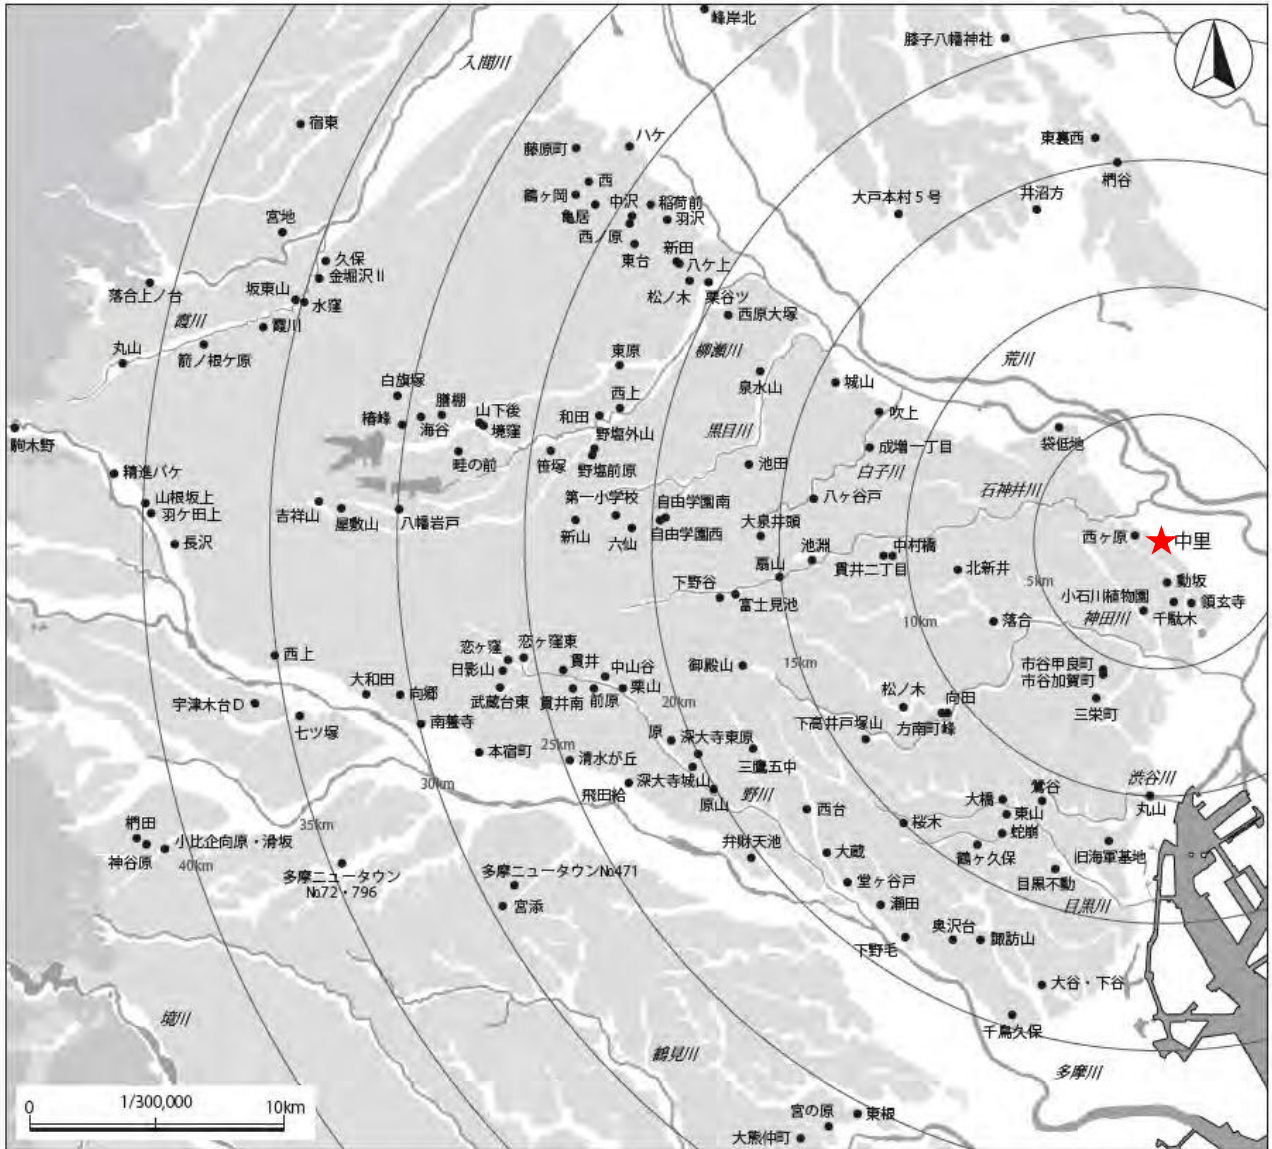 峰岸北
膝子八幡神社
入間川
宿東
ハケ
東裏西
藤原町
椚谷
西
鶴ヶ岡
中沢
稲荷前
大戸本村5号
井沼方
亀居
羽沢
宮地
西ノ原
新田
東台
久保
八ケ上
金堀沢Ⅱ
落合上ノ台
坂東山
松ノ木
栗谷ツ
水窪
西原大塚
霞川
霞川
丸山
箭ノ根ケ原
東原
柳瀬川
荒川
白旗塚
泉水山
城山
膳棚
山下後
西上
和田
吹上
椿峰
海谷
境窪
野塩外山
黒目川
袋低地
駒木野
成増一丁目
畦の前
笹塚
野塩前原
池田
白子川
精進バケ
石神井川
山根坂上
第一小学校
自由学園南
八ヶ谷戸
羽ケ田上
吉祥山
屋敷山
八幡岩戸
大泉井頭
長沢
新山
六仙
自由学園西
西ヶ原
中里
池淵
中村橋
扇山
貫井二丁目
北新井
5km
動坂
下野谷
富士見池
小石川植物園
領玄寺
千駄木
神田川
10km
落合
恋ヶ窪
恋ヶ窪東
西上
日影山
貫井
中山谷
御殿山
15km
市谷甲良町
市谷加賀町
大和田
向郷
武蔵台東
貫井南
前原
栗山
松ノ木
向田
三栄町
宇津木台D
20km
七ツ塚
南養寺
下高井戸塚山
方南町峰
原
深大寺東原
本宿町
25km
清水が丘
三鷹五中
30km
飛田給
深大寺城山
渋谷川
原山
野川
大橋
鶯谷
丸山
西台
東山
35km
桜木
椚田
小比企向原・滑坂
弁財天池
蛇崩
神谷原
40km
大蔵
鶴ヶ久保
旧海軍基地
多摩ニュータウン
№72・796
多摩ニュータウン№471
堂ヶ谷戸
目黒不動
宮添
瀬田
目黒川
奥沢台
諏訪山
下野毛
大谷・下谷
境川
千鳥久保
鶴見川
多摩川
0
1/300,000
10km
宮の原
東根
大熊仲町